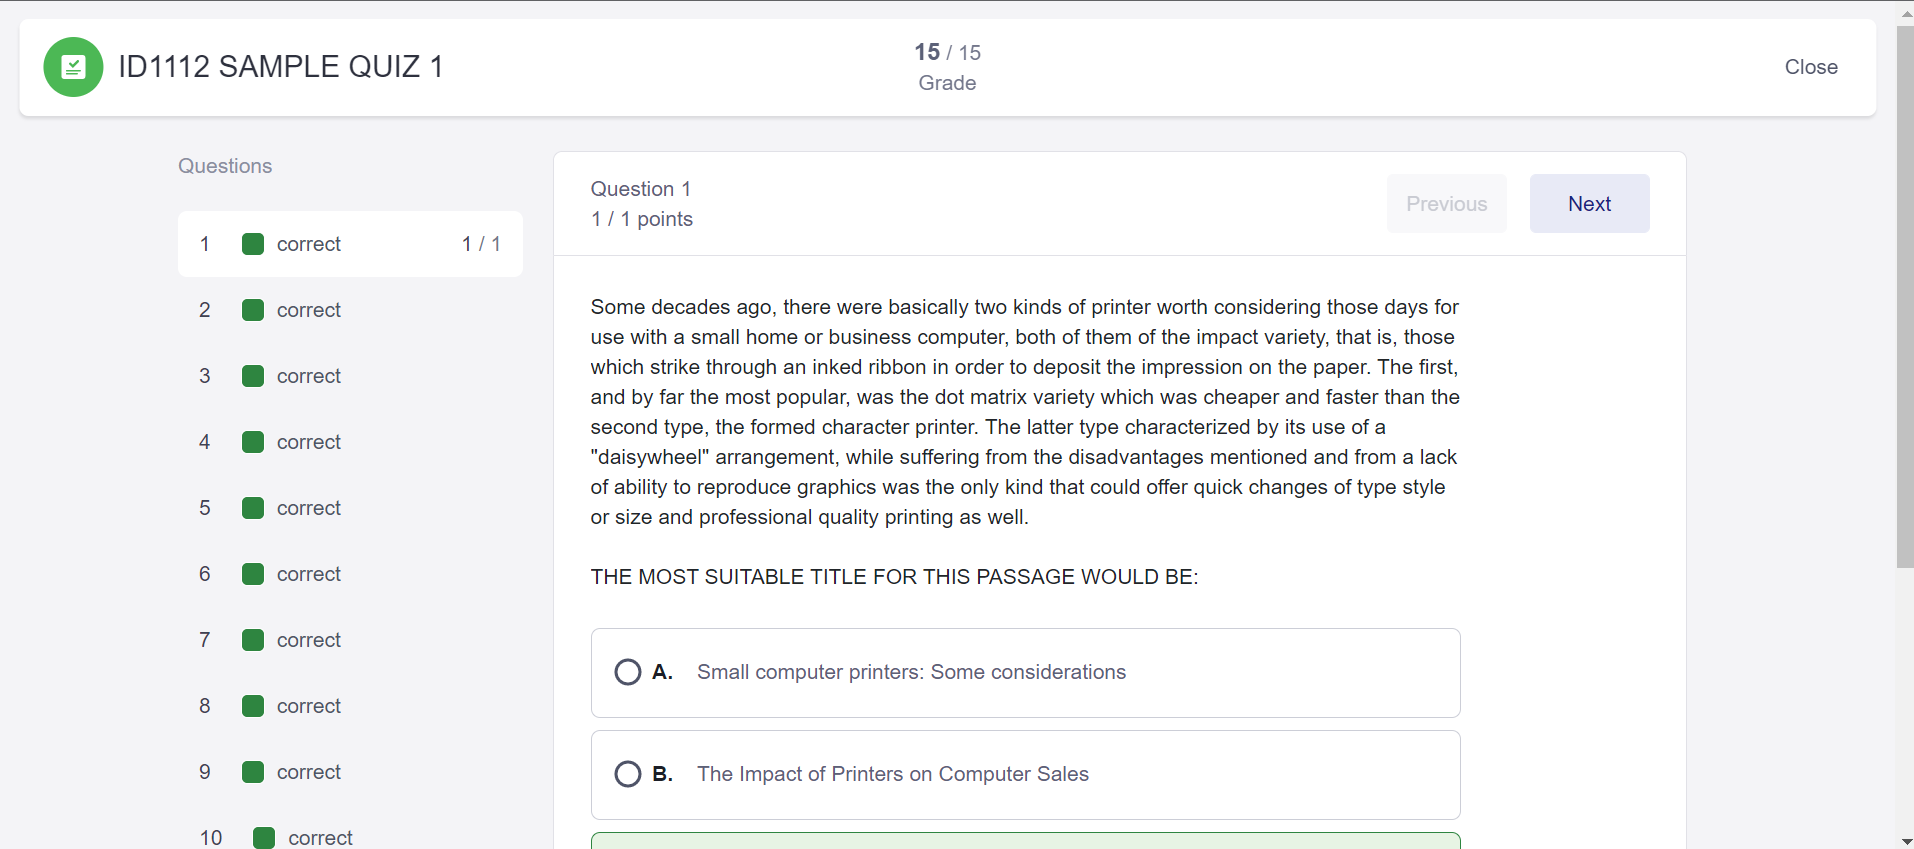 ID1112 SAMPLE QUIZ 1
15 / 15
Grade
Close
Questions
1 correct 1 / 1
2 correct
3 correct
4 correct
5 correct
6 correct
7 correct
8 correct
9 correct
10 correct
Question 1
1 / 1 points
Previous
Next
Some decades ago, there were basically two kinds of printer worth considering those days for
use with a small home or business computer, both of them of the impact variety, that is, those
which strike through an inked ribbon in order to deposit the impression on the paper. The first,
and by far the most popular, was the dot matrix variety which was cheaper and faster than the
second type, the formed character printer. The latter type characterized by its use of a
"daisywheel" arrangement, while suffering from the disadvantages mentioned and from a lack
of ability to reproduce graphics was the only kind that could offer quick changes of type style
or size and professional quality printing as well.
THE MOST SUITABLE TITLE FOR THIS PASSAGE WOULD BE:
A. Small computer printers: Some considerations
B. The Impact of Printers on Computer Sales